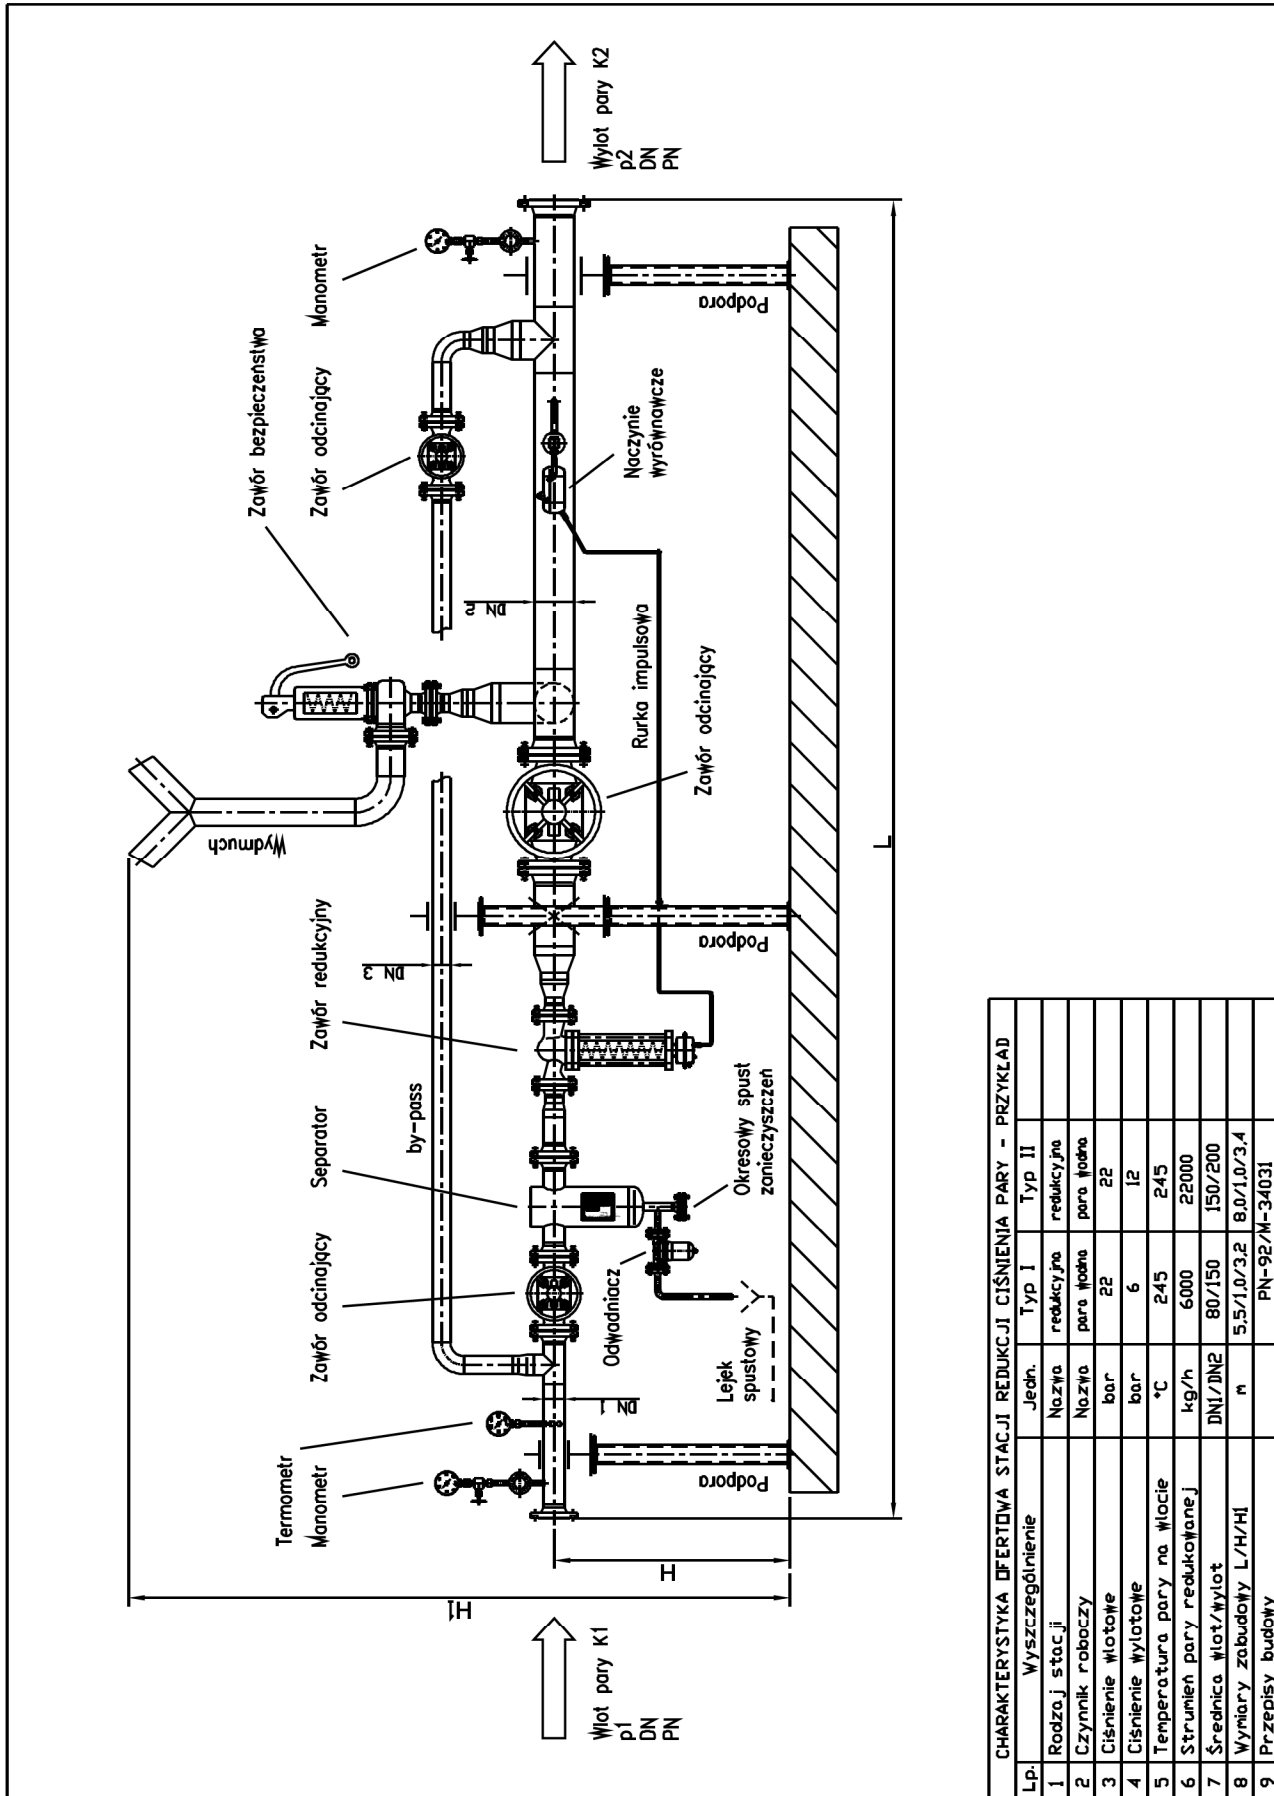 Wlot pary K1
p1
DN
PN
Wylot pary K2
p2
DN
PN
Termometr
Manometr
Zawór odcinający
Separator
Zawór redukcyjny
Zawór bezpieczeństwa
Zawór odcinający
Manometr
Wydmuch
by-pass
DN 3
DN 2
DN 1
H1
H
L
Naczynie
wyrównawcze
Rurka impulsowa
Zawór odcinający
Okresowy spust
zanieczyszczeń
Odwadniacz
Lejek
spustowy
Podpora
Podpora
Podpora
CHARAKTERYSTYKA OFERTOWA STACJI REDUKCJI CIŚNIENIA PARY - PRZYKŁAD
Lp. Wyszczególnienie Jedn. Typ I Typ II
1 Rodzaj stacji Nazwa redukcyjna redukcyjna
2 Czynnik roboczy Nazwa para wodna para wodna
3 Ciśnienie wlotowe bar 22 22
4 Ciśnienie wylotowe bar 6 12
5 Temperatura pary na wlocie °C 245 245
6 Strumień pary redukowanej kg/h 6000 22000
7 Średnica wlot/wylot DN1/DN2 80/150 150/200
8 Wymiary zabudowy L/H/H1 m 5,5/1,0/3,2 8,0/1,0/3,4
9 Przepisy budowy PN-92/M-34031